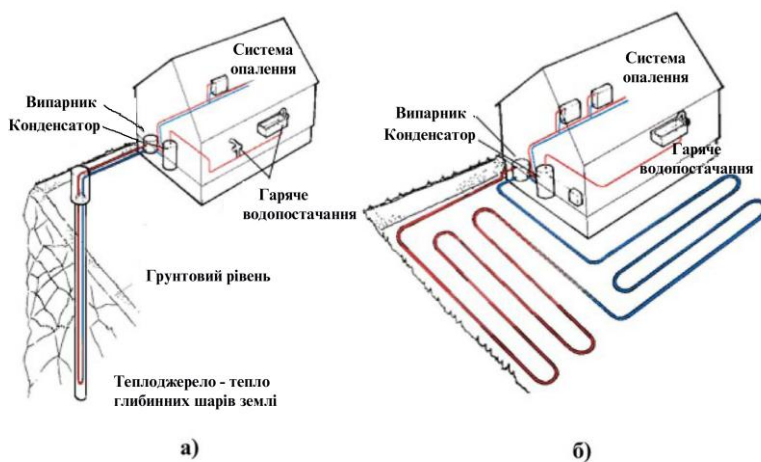 Система
опалення
Випарник
Конденсатор
Гаряче
водопостачання
Грунтовий рівень
Теплоджерело - тепло
глибинних шарів землі
а)
Система
опалення
Випарник
Конденсатор
Гаряче
водопостачання
б)